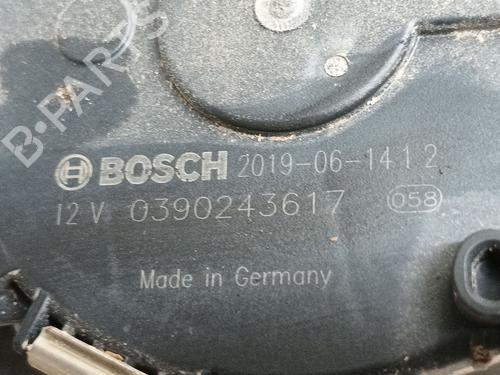 B-PARTS
BOSCH 2019-06-14 1 2
12 V 0390243617 058
Made in Germany